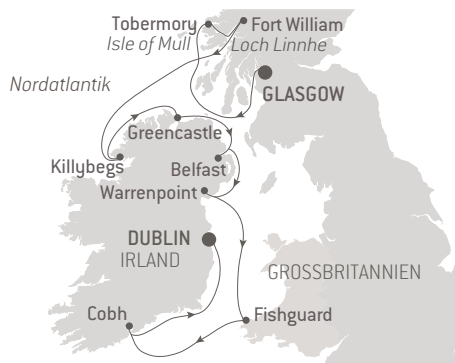 Tobermory
Fort William
Isle of Mull
Loch Linnhe
Nordatlantik
GLASGOW
Greencastle
Killybegs
Belfast
Warrenpoint
DUBLIN
IRLAND
GROSSBRITANNIEN
Cobh
Fishguard